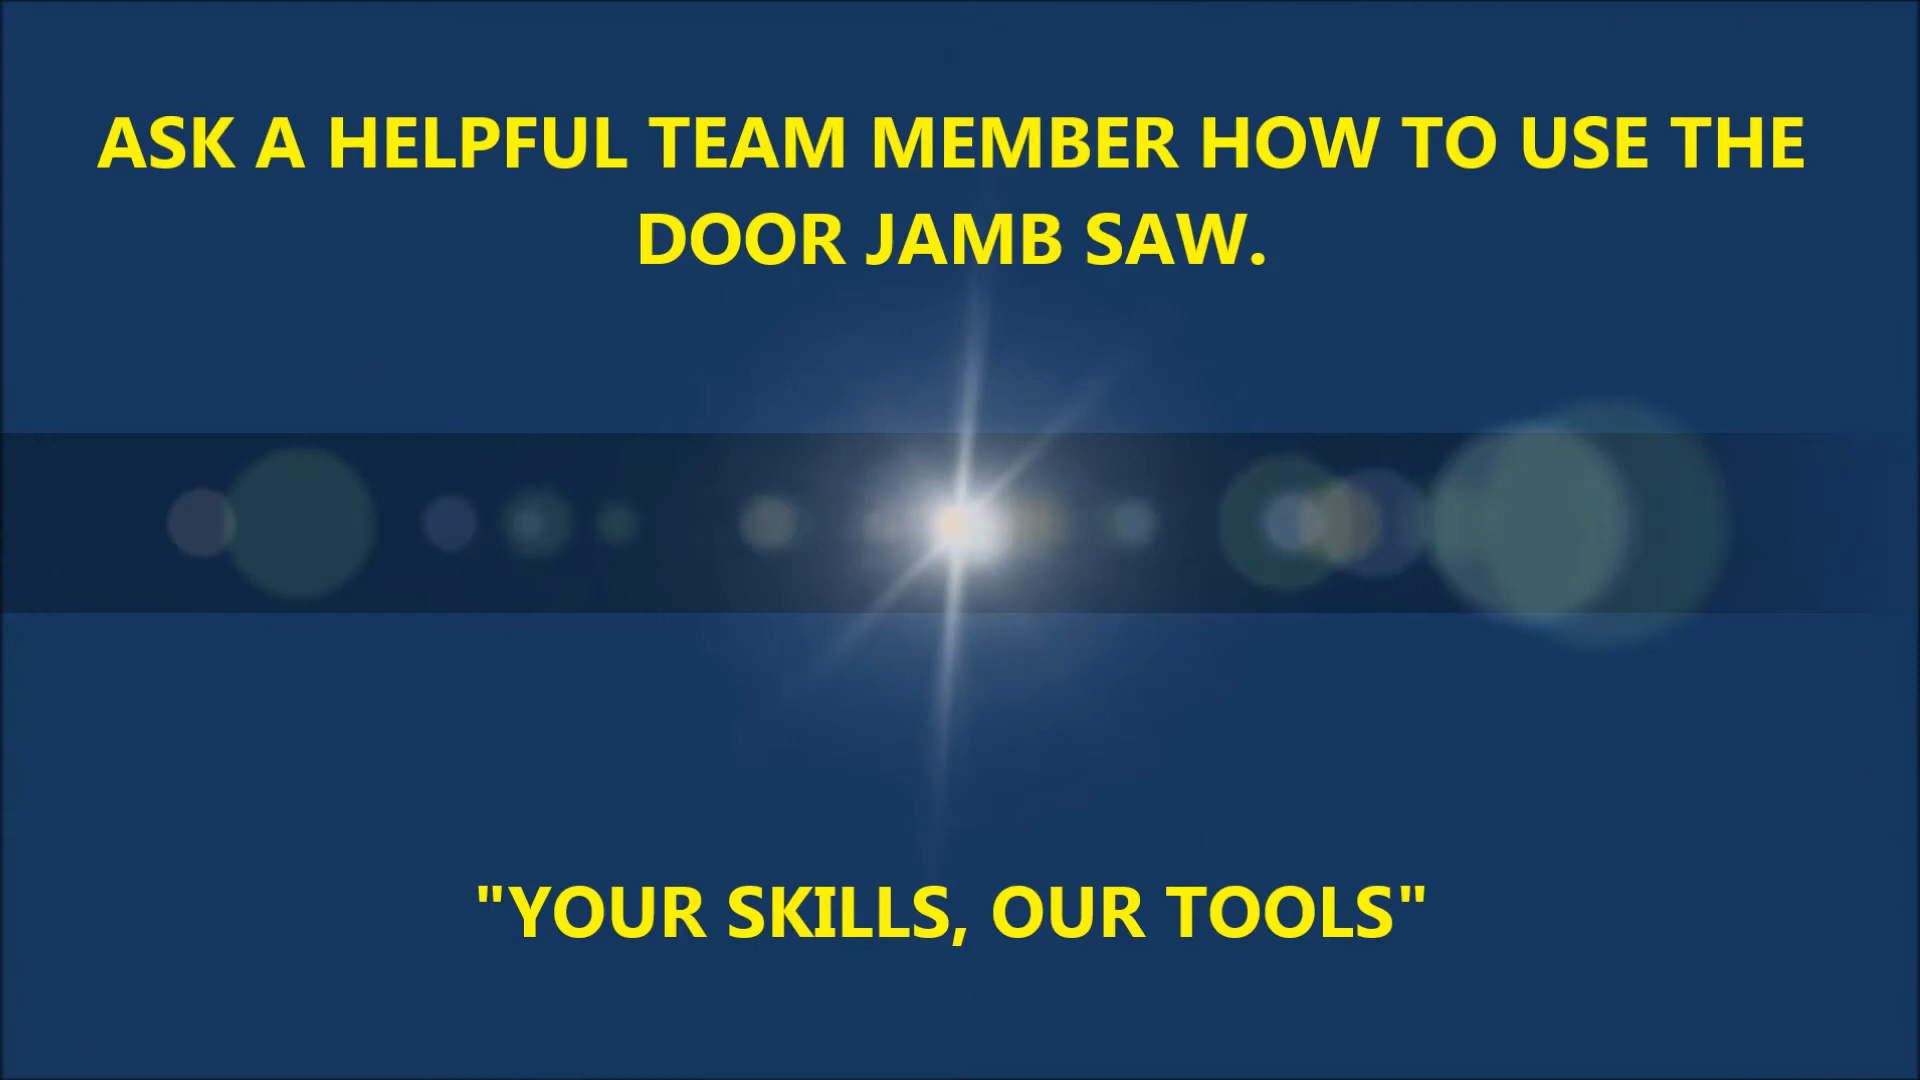 ASK A HELPFUL TEAM MEMBER HOW TO USE THE
DOOR JAMB SAW.
"YOUR SKILLS, OUR TOOLS"